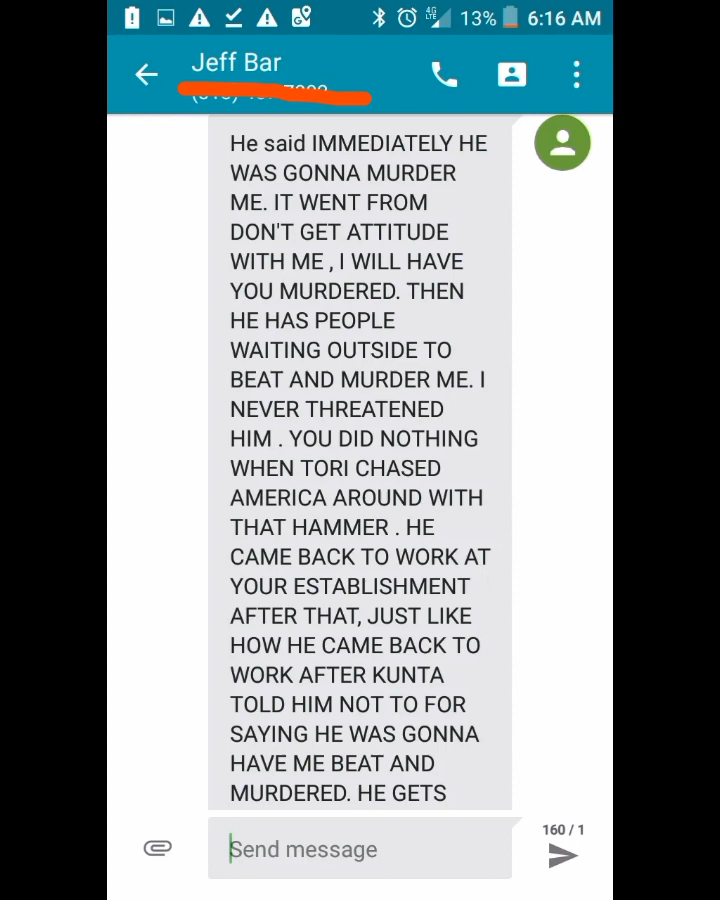 13% 6:16 AM
Jeff Bar
He said IMMEDIATELY HE
WAS GONNA MURDER
ME. IT WENT FROM
DON'T GET ATTITUDE
WITH ME , I WILL HAVE
YOU MURDERED. THEN
HE HAS PEOPLE
WAITING OUTSIDE TO
BEAT AND MURDER ME. I
NEVER THREATENED
HIM . YOU DID NOTHING
WHEN TORI CHASED
AMERICA AROUND WITH
THAT HAMMER . HE
CAME BACK TO WORK AT
YOUR ESTABLISHMENT
AFTER THAT, JUST LIKE
HOW HE CAME BACK TO
WORK AFTER KUNTA
TOLD HIM NOT TO FOR
SAYING HE WAS GONNA
HAVE ME BEAT AND
MURDERED. HE GETS
160 / 1
Send message